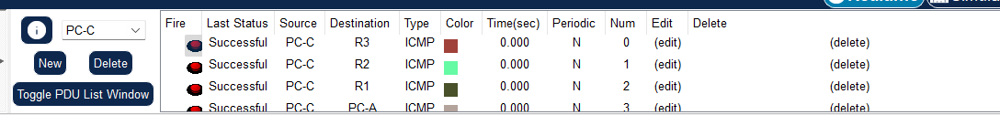 PC-C
New Delete
Toggle PDU List Window
Fire Last Status Source Destination Type Color Time(sec) Periodic Num Edit Delete
Successful PC-C R3 ICMP 0.000 N 0 (edit) (delete)
Successful PC-C R2 ICMP 0.000 N 1 (edit) (delete)
Successful PC-C R1 ICMP 0.000 N 2 (edit) (delete)
Successful PC-C PC-A ICMP 0.000 N 3 (edit) (delete)